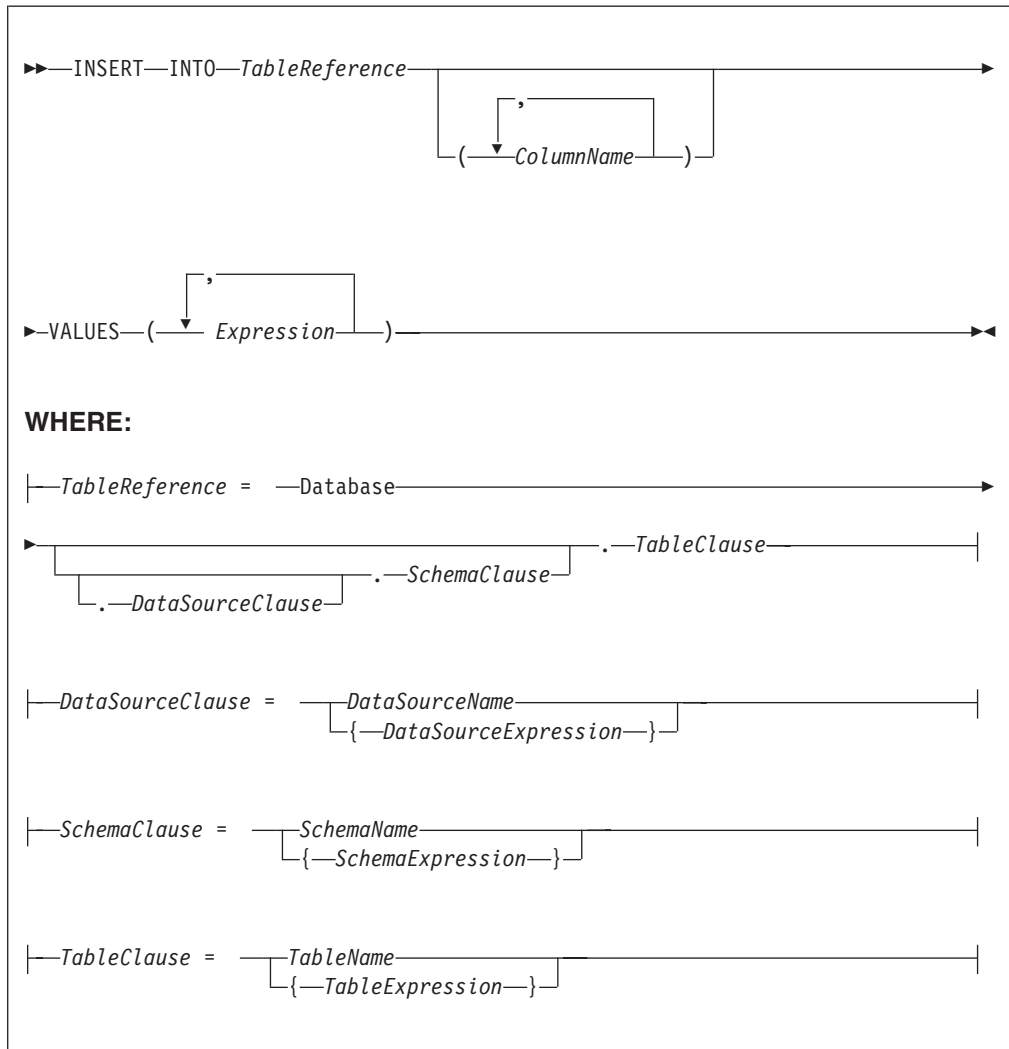 INSERT INTO TableReference
,
( ColumnName )
,
VALUES ( Expression )
WHERE:
TableReference = Database
. TableClause
. SchemaClause
. DataSourceClause
DataSourceClause = DataSourceName
{ DataSourceExpression }
SchemaClause = SchemaName
{ SchemaExpression }
TableClause = TableName
{ TableExpression }